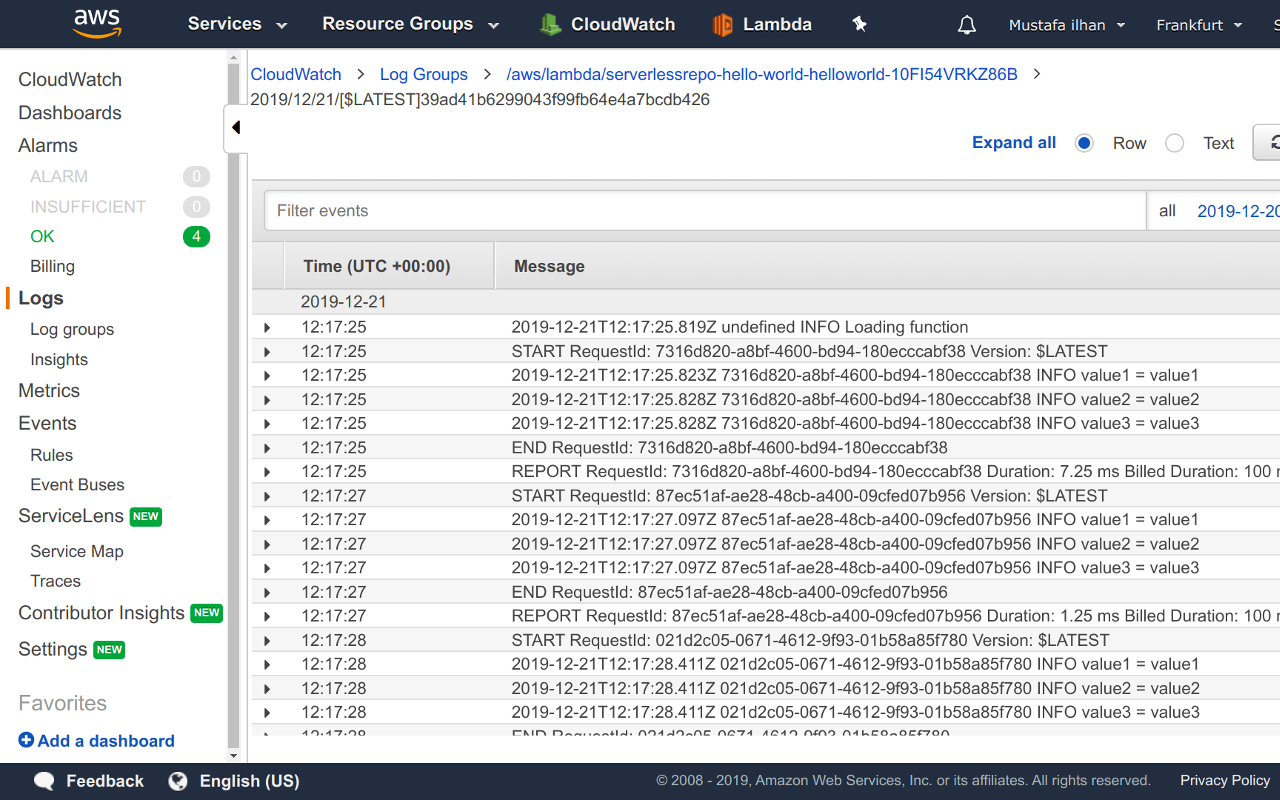 aws Services Resource Groups CloudWatch Lambda Mustafa ilhan Frankfurt
CloudWatch
Dashboards
Alarms
ALARM 0
INSUFFICIENT 0
OK 4
Billing
Logs
Log groups
Insights
Metrics
Events
Rules
Event Buses
ServiceLens NEW
Service Map
Traces
Contributor Insights NEW
Settings NEW
Favorites
Add a dashboard
CloudWatch > Log Groups > /aws/lambda/serverlessrepo-hello-world-helloworld-10FI54VRKZ86B >
2019/12/21/[$LATEST]39ad41b6299043f99fb64e4a7bcdb426
Expand all Row Text
Filter events all 2019-12-20
Time (UTC +00:00) Message
2019-12-21
12:17:25 2019-12-21T12:17:25.819Z undefined INFO Loading function
12:17:25 START RequestId: 7316d820-a8bf-4600-bd94-180ecccabf38 Version: $LATEST
12:17:25 2019-12-21T12:17:25.823Z 7316d820-a8bf-4600-bd94-180ecccabf38 INFO value1 = value1
12:17:25 2019-12-21T12:17:25.828Z 7316d820-a8bf-4600-bd94-180ecccabf38 INFO value2 = value2
12:17:25 2019-12-21T12:17:25.828Z 7316d820-a8bf-4600-bd94-180ecccabf38 INFO value3 = value3
12:17:25 END RequestId: 7316d820-a8bf-4600-bd94-180ecccabf38
12:17:25 REPORT RequestId: 7316d820-a8bf-4600-bd94-180ecccabf38 Duration: 7.25 ms Billed Duration: 100
12:17:27 START RequestId: 87ec51af-ae28-48cb-a400-09cfed07b956 Version: $LATEST
12:17:27 2019-12-21T12:17:27.097Z 87ec51af-ae28-48cb-a400-09cfed07b956 INFO value1 = value1
12:17:27 2019-12-21T12:17:27.097Z 87ec51af-ae28-48cb-a400-09cfed07b956 INFO value2 = value2
12:17:27 2019-12-21T12:17:27.097Z 87ec51af-ae28-48cb-a400-09cfed07b956 INFO value3 = value3
12:17:27 END RequestId: 87ec51af-ae28-48cb-a400-09cfed07b956
12:17:27 REPORT RequestId: 87ec51af-ae28-48cb-a400-09cfed07b956 Duration: 1.25 ms Billed Duration: 100
12:17:28 START RequestId: 021d2c05-0671-4612-9f93-01b58a85f780 Version: $LATEST
12:17:28 2019-12-21T12:17:28.411Z 021d2c05-0671-4612-9f93-01b58a85f780 INFO value1 = value1
12:17:28 2019-12-21T12:17:28.411Z 021d2c05-0671-4612-9f93-01b58a85f780 INFO value2 = value2
12:17:28 2019-12-21T12:17:28.411Z 021d2c05-0671-4612-9f93-01b58a85f780 INFO value3 = value3
12:17:28 END RequestId: 021d2c05-0671-4612-9f93-01b58a85f780
Feedback English (US) © 2008 - 2019, Amazon Web Services, Inc. or its affiliates. All rights reserved. Privacy Policy